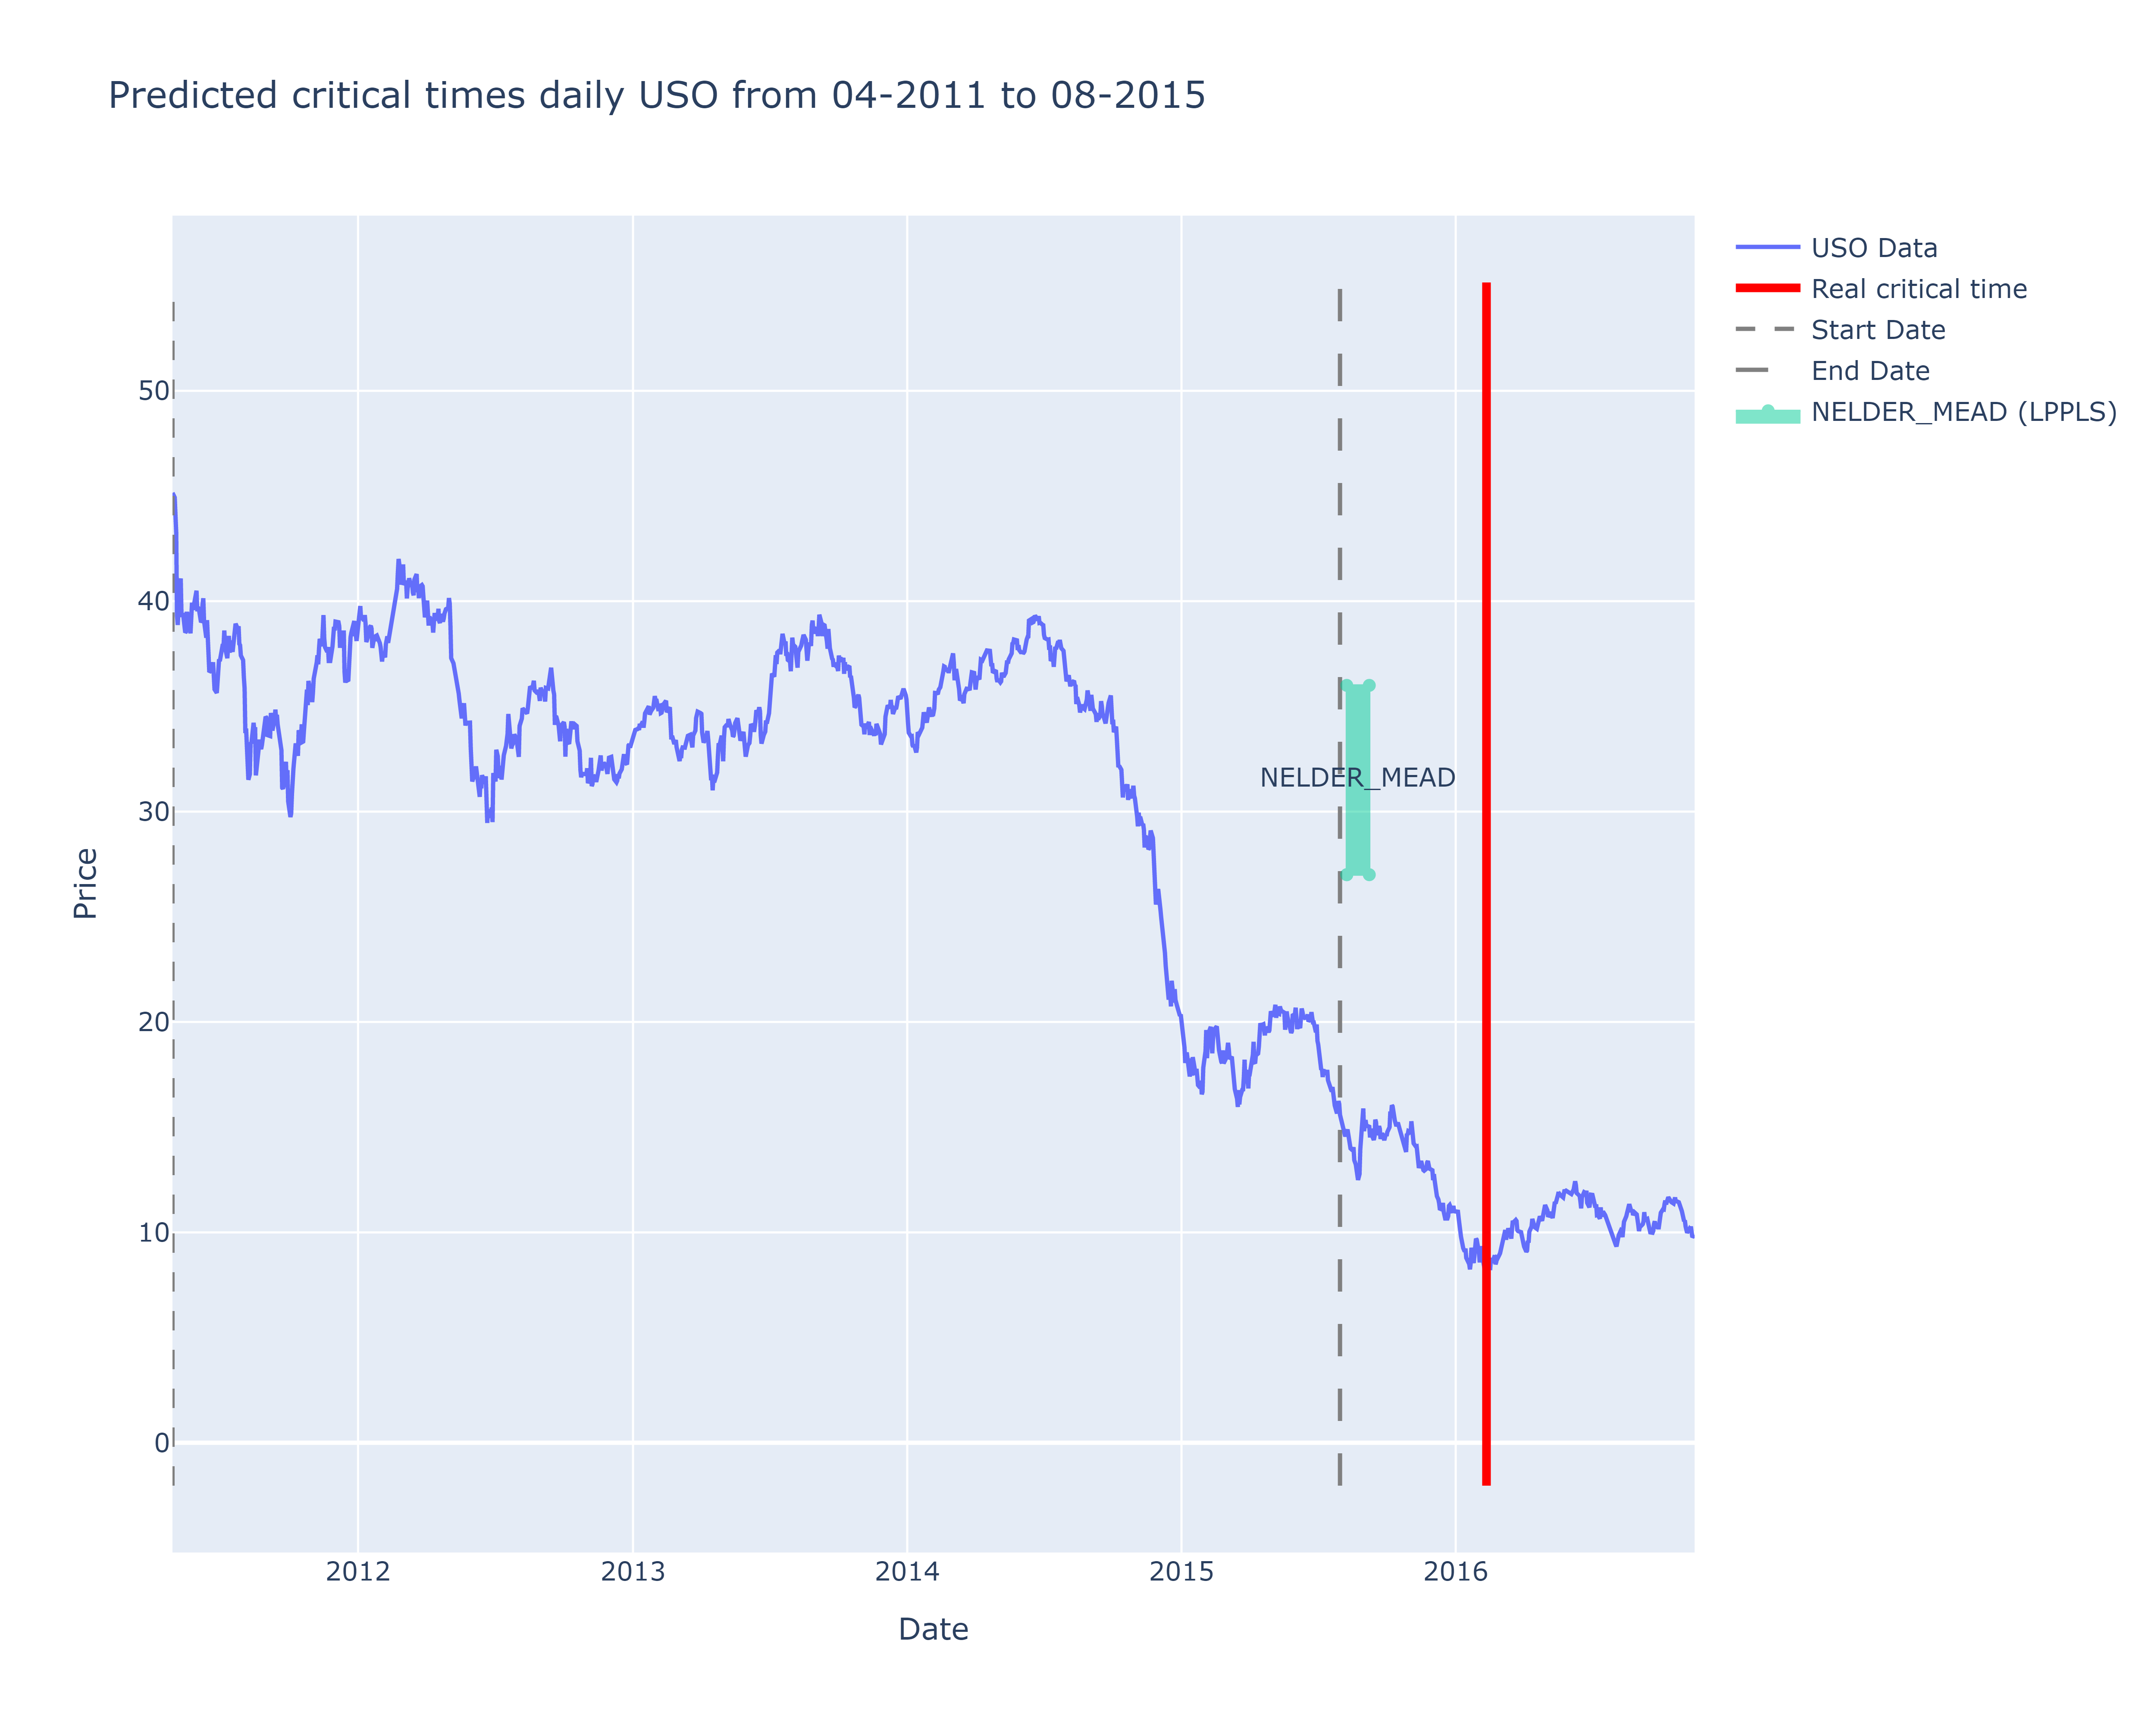 Predicted critical times daily USO from 04-2011 to 08-2015
USO Data
Real critical time
Start Date
End Date
NELDER_MEAD (LPPLS)
50
40
30
20
10
0
NELDER_MEAD
Price
2012
2013
2014
2015
2016
Date